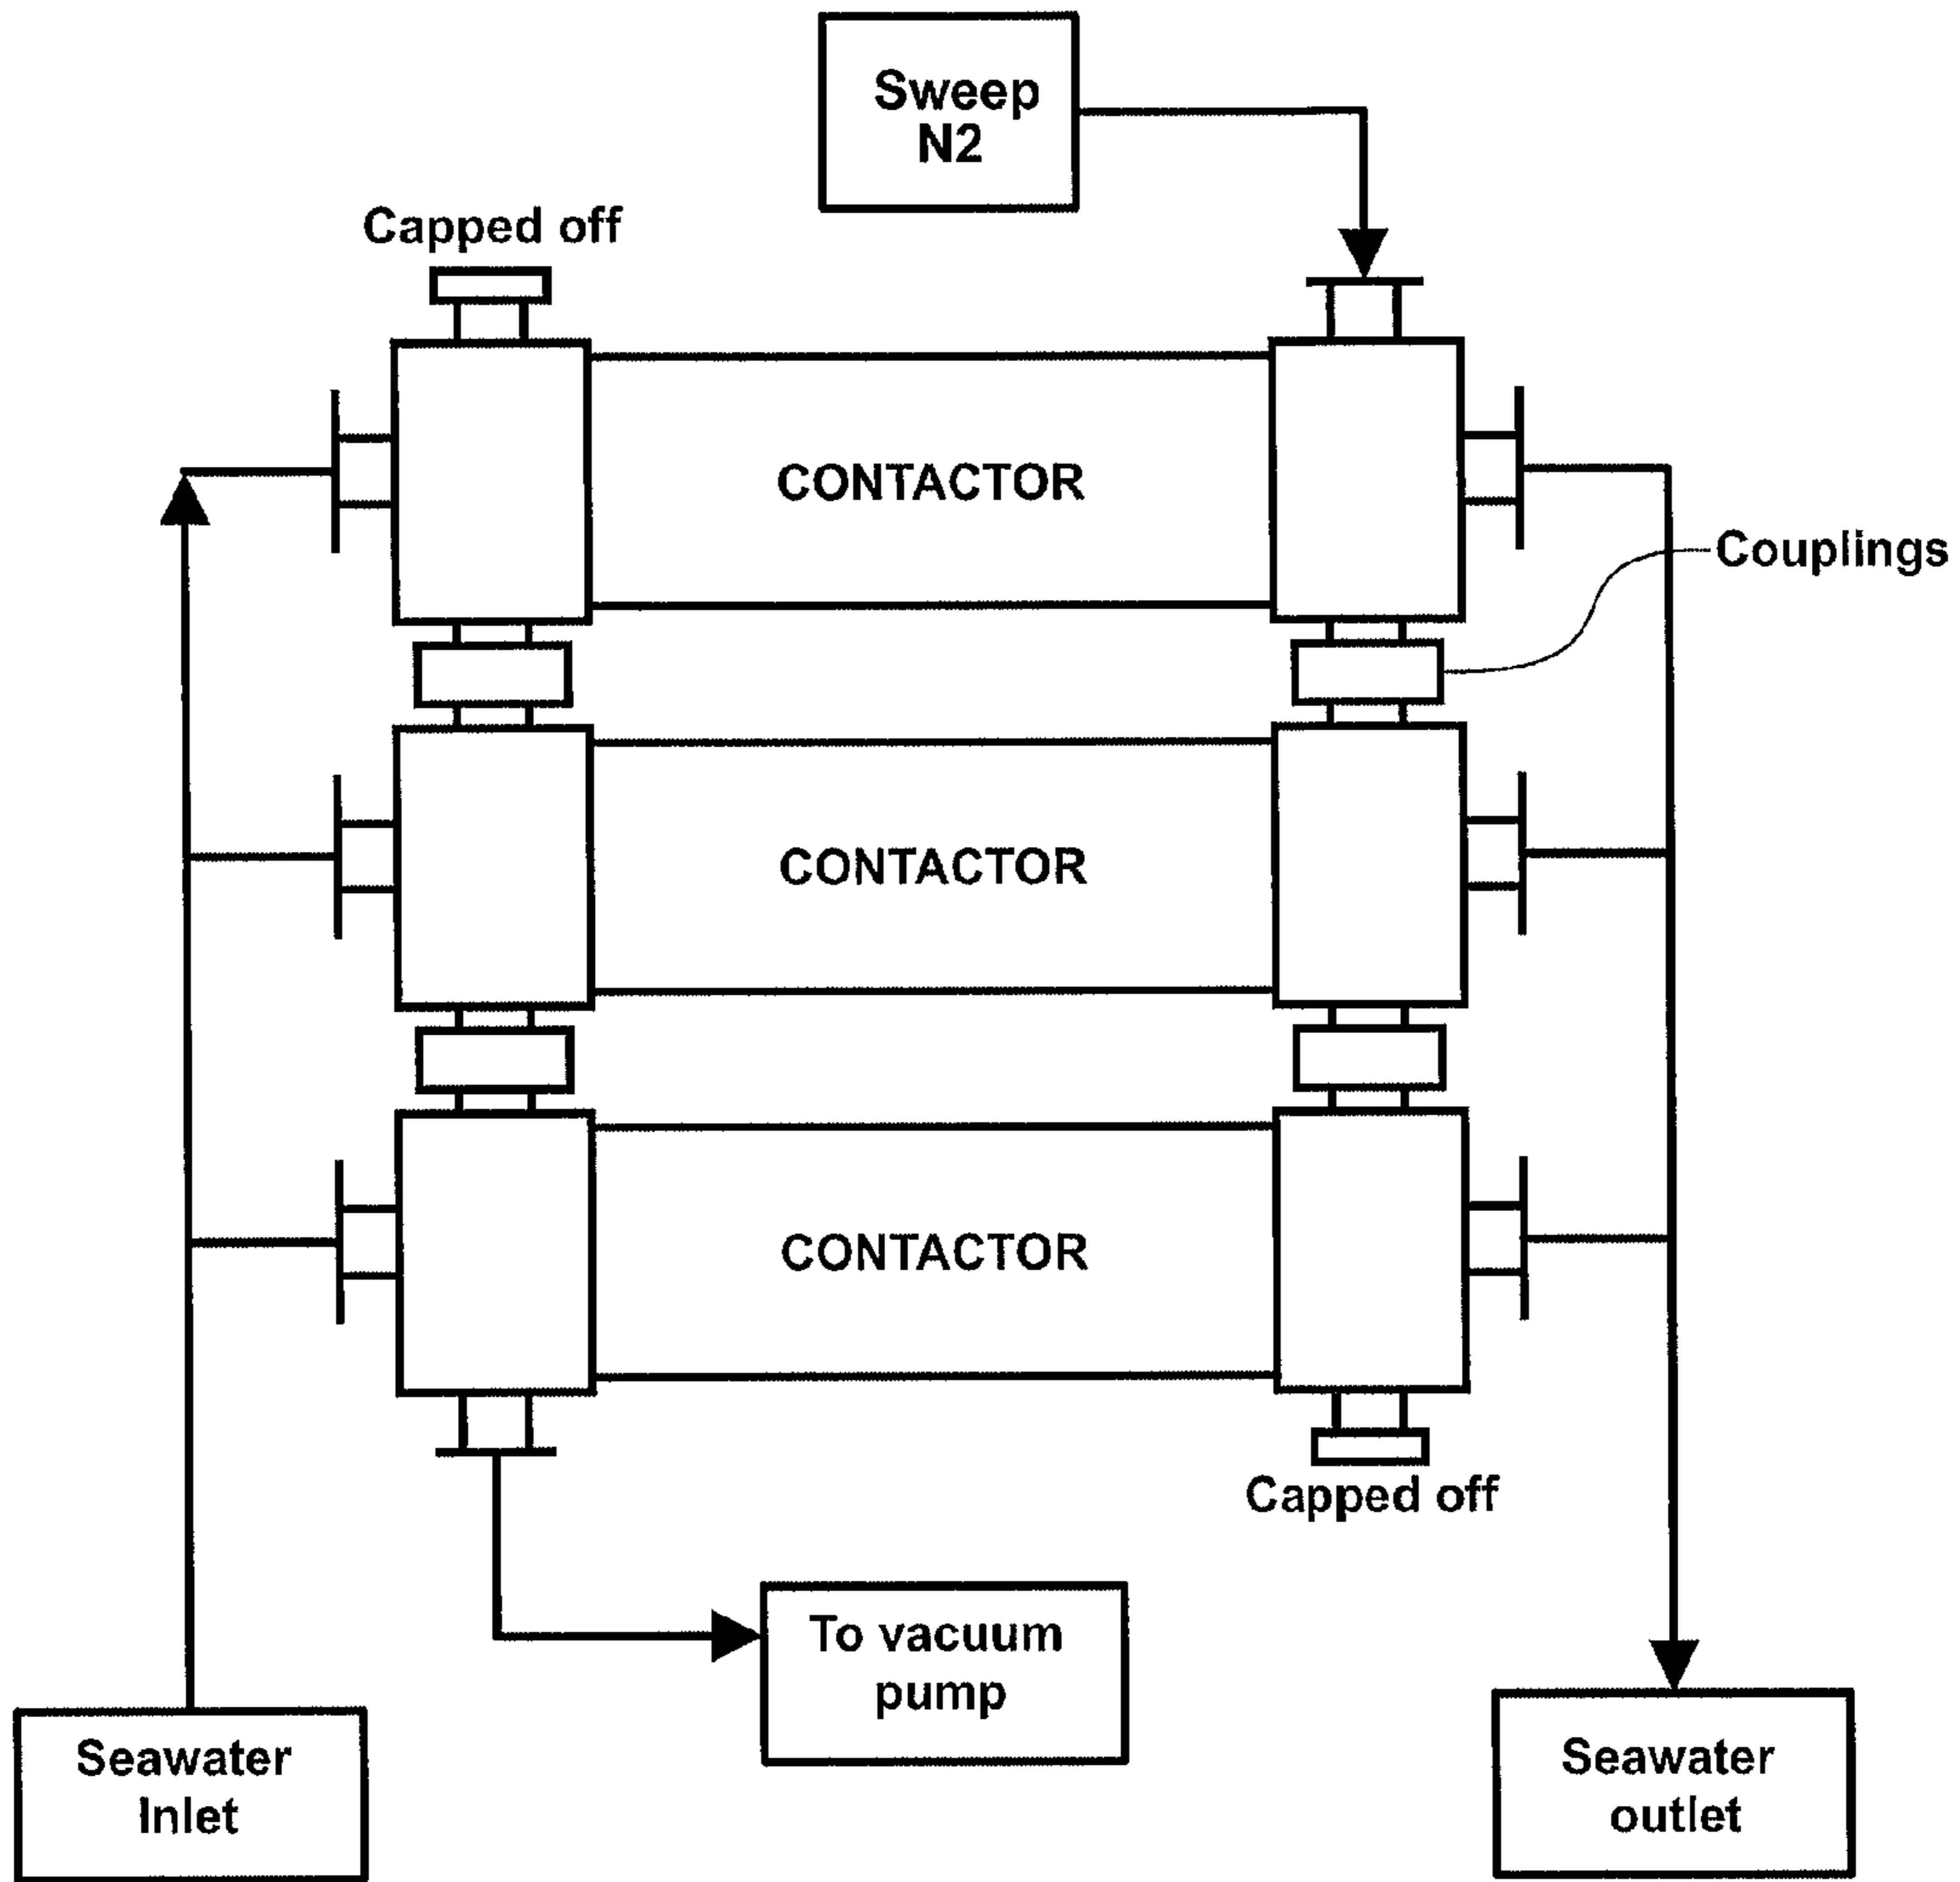 Sweep
N2
Capped off
CONTACTOR
Couplings
CONTACTOR
CONTACTOR
Capped off
To vacuum
pump
Seawater
Inlet
Seawater
outlet